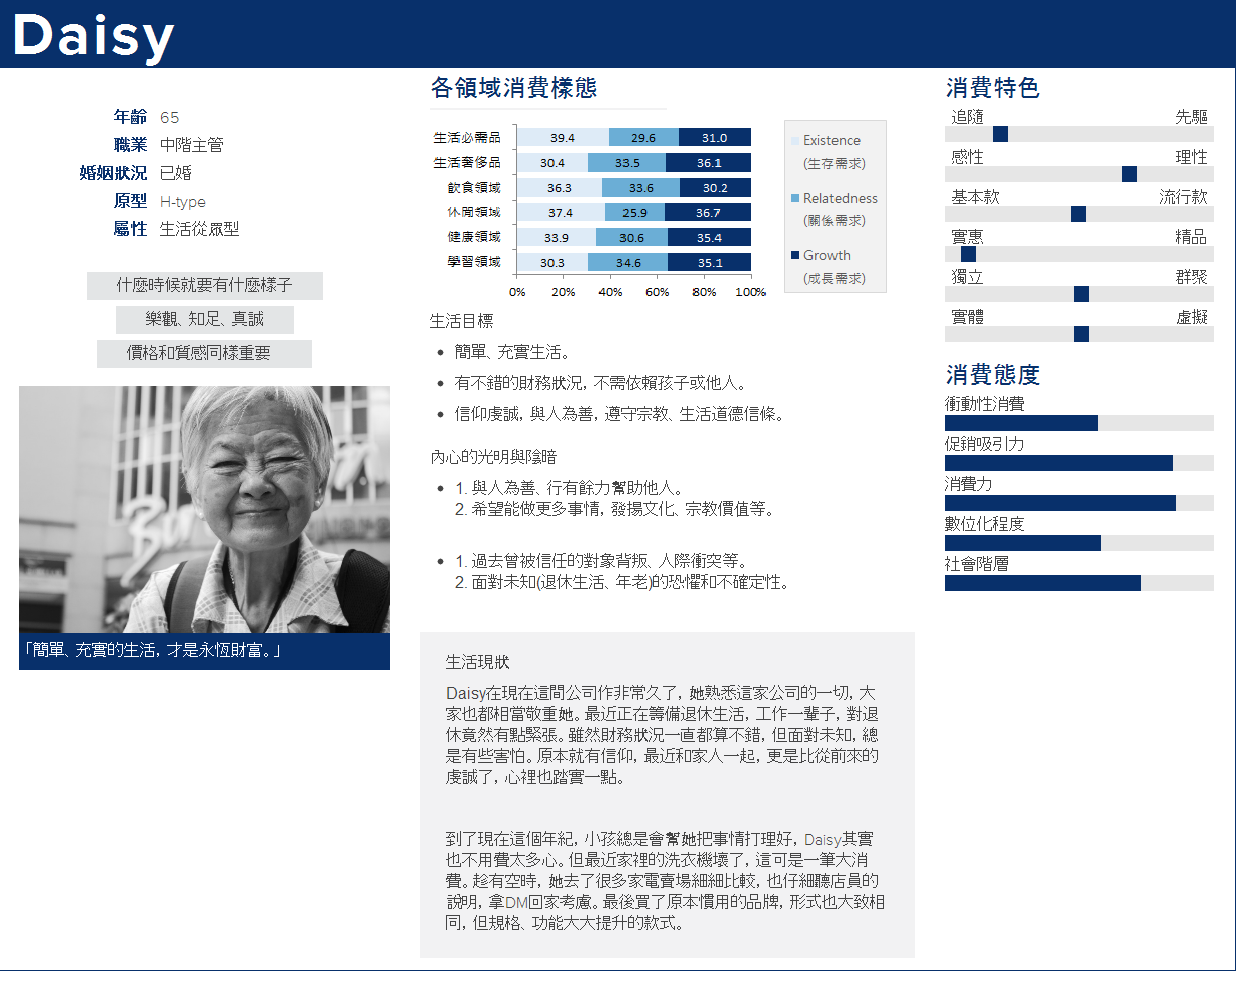 Daisy
年齡 65
職業 中階主管
婚姻狀況 已婚
原型 H-type
屬性 生活從眾型
什麼時候就要有什麼樣子
樂觀、知足、真誠
價格和質感同樣重要
「簡單、充實的生活，才是永恆財富。」
各領域消費樣態
生活必需品 39.4 29.6 31.0
生活奢侈品 30.4 33.5 36.1
飲食領域 36.3 33.6 30.2
休閒領域 37.4 25.9 36.7
健康領域 33.9 30.6 35.4
學習領域 30.3 34.6 35.1
0% 20% 40% 60% 80% 100%
Existence
(生存需求)
Relatedness
(關係需求)
Growth
(成長需求)
生活目標
• 簡單、充實生活。
• 有不錯的財務狀況，不需依賴孩子或他人。
• 信仰虔誠，與人為善，遵守宗教、生活道德信條。
內心的光明與陰暗
• 1. 與人為善、行有餘力幫助他人。
2. 希望能做更多事情，發揚文化、宗教價值等。
• 1. 過去曾被信任的對象背叛、人際衝突等。
2. 面對未知(退休生活、年老)的恐懼和不確定性。
生活現狀
Daisy在現在這間公司作非常久了，她熟悉這家公司的一切，大
家也都相當敬重她。最近正在籌備退休生活，工作一輩子，對退
休竟然有點緊張。雖然財務狀況一直都算不錯，但面對未知，總
是有些害怕。原本就有信仰，最近和家人一起，更是比從前來的
虔誠了，心裡也踏實一點。
到了現在這個年紀，小孩總是會幫她把事情打理好，Daisy其實
也不用費太多心。但最近家裡的洗衣機壞了，這可是一筆大消
費。趁有空時，她去了很多家電賣場細細比較，也仔細聽店員的
說明，拿DM回家考慮。最後買了原本慣用的品牌，形式也大致相
同，但規格、功能大大提升的款式。
消費特色
追隨 先驅
感性 理性
基本款 流行款
實惠 精品
獨立 群聚
實體 虛擬
消費態度
衝動性消費
促銷吸引力
消費力
數位化程度
社會階層